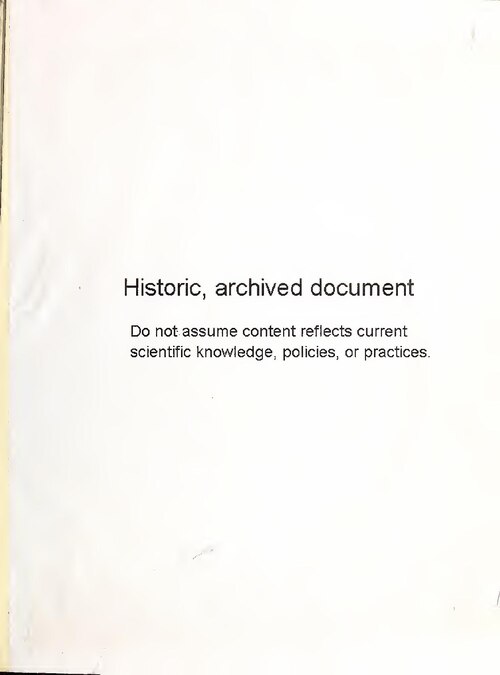 Historic, archived document
Do not assume content reflects current
scientific knowledge, policies, or practices.